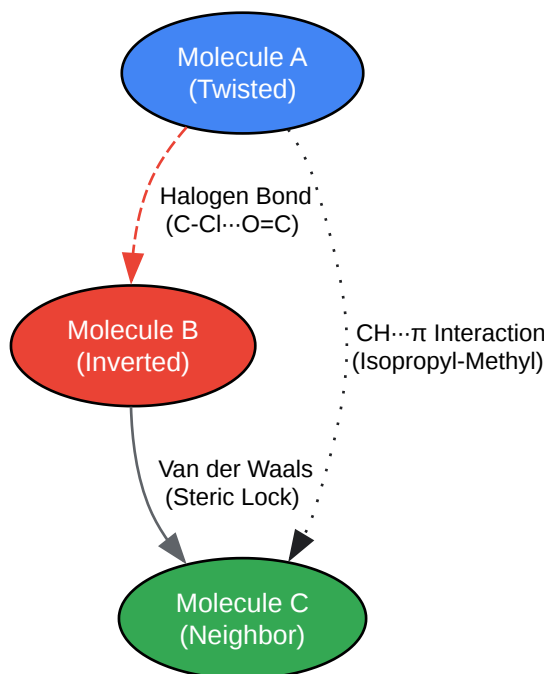 Molecule A
(Twisted)
Halogen Bond
(C-Cl···O=C)
Molecule B
(Inverted)
CH···π Interaction
(Isopropyl-Methyl)
Van der Waals
(Steric Lock)
Molecule C
(Neighbor)